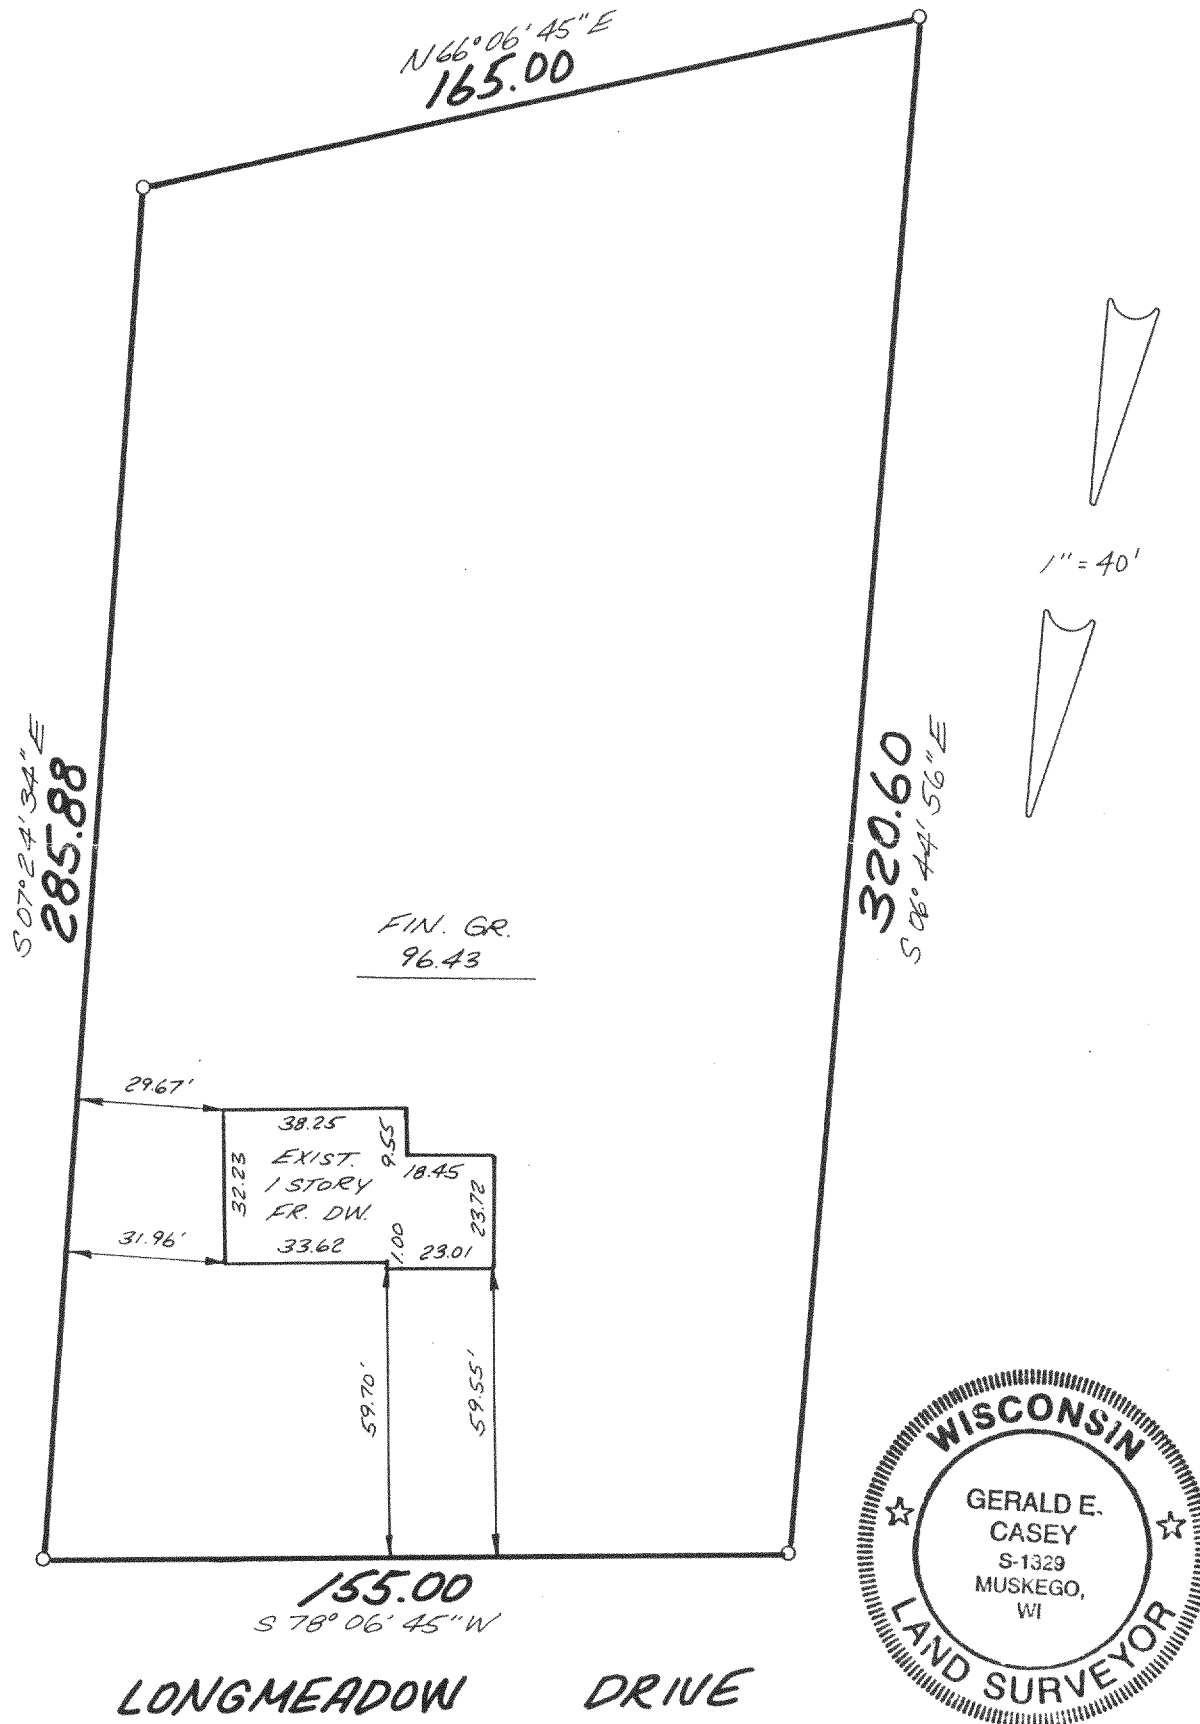 N 66° 06' 45" E
165.00
1" = 40'
S 07° 24' 34" E
285.88
320.60
S 06° 44' 56" E
FIN. GR.
96.43
29.67'
38.25
9.55
EXIST.
18.45
32.23
1 STORY
23.72
FR. DW.
31.96'
33.62
1.00
23.01
59.70'
59.55'
WISCONSIN
GERALD E.
CASEY
S-1329
MUSKEGO,
WI
LAND SURVEYOR
155.00
S 78° 06' 45" W
LONGMEADOW DRIVE